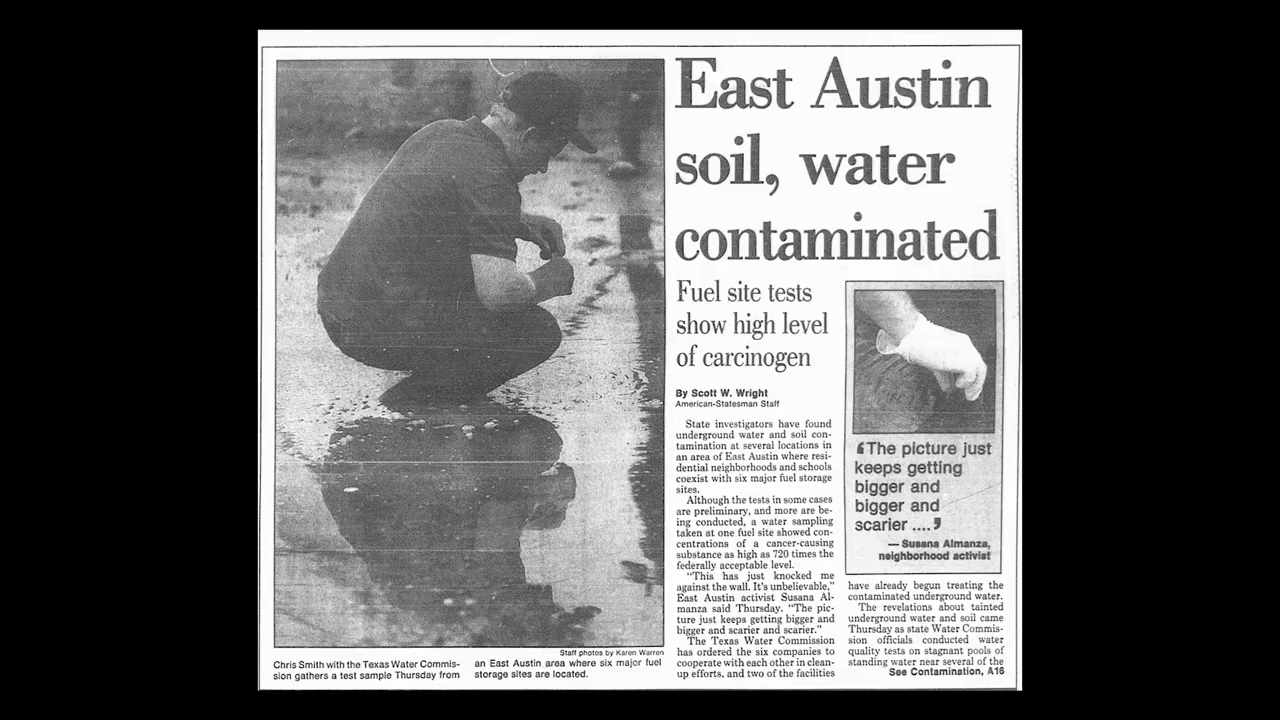 East Austin
soil, water
contaminated
Fuel site tests
show high level
of carcinogen
By Scott W. Wright
American-Statesman Staff
State investigators have found
underground water and soil con-
tamination at several locations in
an area of East Austin where resi-
dential neighborhoods and schools
coexist with six major fuel storage
sites.
Although the tests in some cases
are preliminary, and more are be-
ing conducted, a water sampling
taken at one fuel site showed con-
centrations of a cancer-causing
substance as high as 720 times the
federally acceptable level.
"This has just knocked me
against the wall. It's unbelievable,"
East Austin activist Susana Al-
manza said Thursday. "The pic-
ture just keeps getting bigger and
bigger and scarier and scarier."
The Texas Water Commission
has ordered the six companies to
cooperate with each other in clean-
up efforts, and two of the facilities
‘The picture just
keeps getting
bigger and
bigger and
scarier ....’
— Susana Almanza,
neighborhood activist
have already begun treating the
contaminated underground water.
The revelations about tainted
underground water and soil came
Thursday as state Water Commis-
sion officials conducted water
quality tests on stagnant pools of
standing water near several of the
See Contamination, A16
Staff photos by Karen Warren
Chris Smith with the Texas Water Commis-
sion gathers a test sample Thursday from
an East Austin area where six major fuel
storage sites are located.